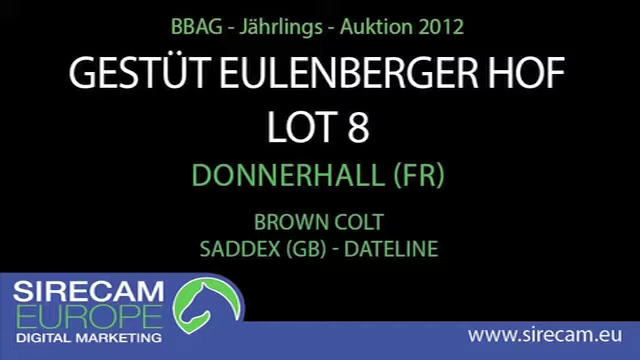 BBAG - Jährlings - Auktion 2012
GESTÜT EULENBERGER HOF
LOT 8
DONNERHALL (FR)
BROWN COLT
SADDEX (GB) - DATELINE
SIRECAM
EUROPE
DIGITAL MARKETING
www.sirecam.eu